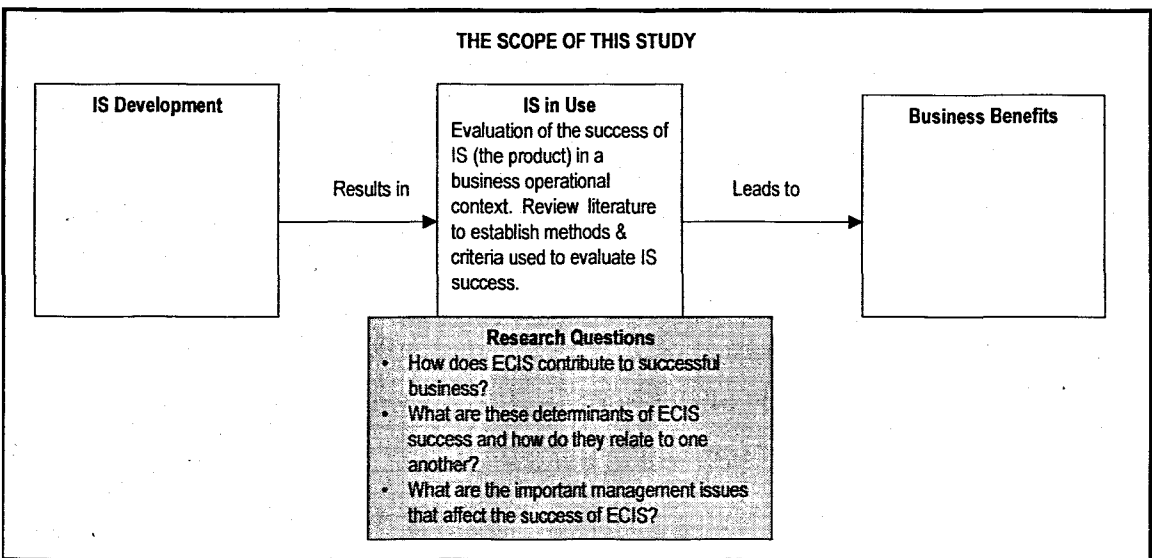 THE SCOPE OF THIS STUDY
IS Development
Results in
IS in Use
Evaluation of the success of
IS (the product) in a
business operational
context. Review literature
to establish methods &
criteria used to evaluate IS
success.
Leads to
Business Benefits
Research Questions
• How does ECIS contribute to successful
business?
• What are these determinants of ECIS
success and how do they relate to one
another?
• What are the important management issues
that affect the success of ECIS?